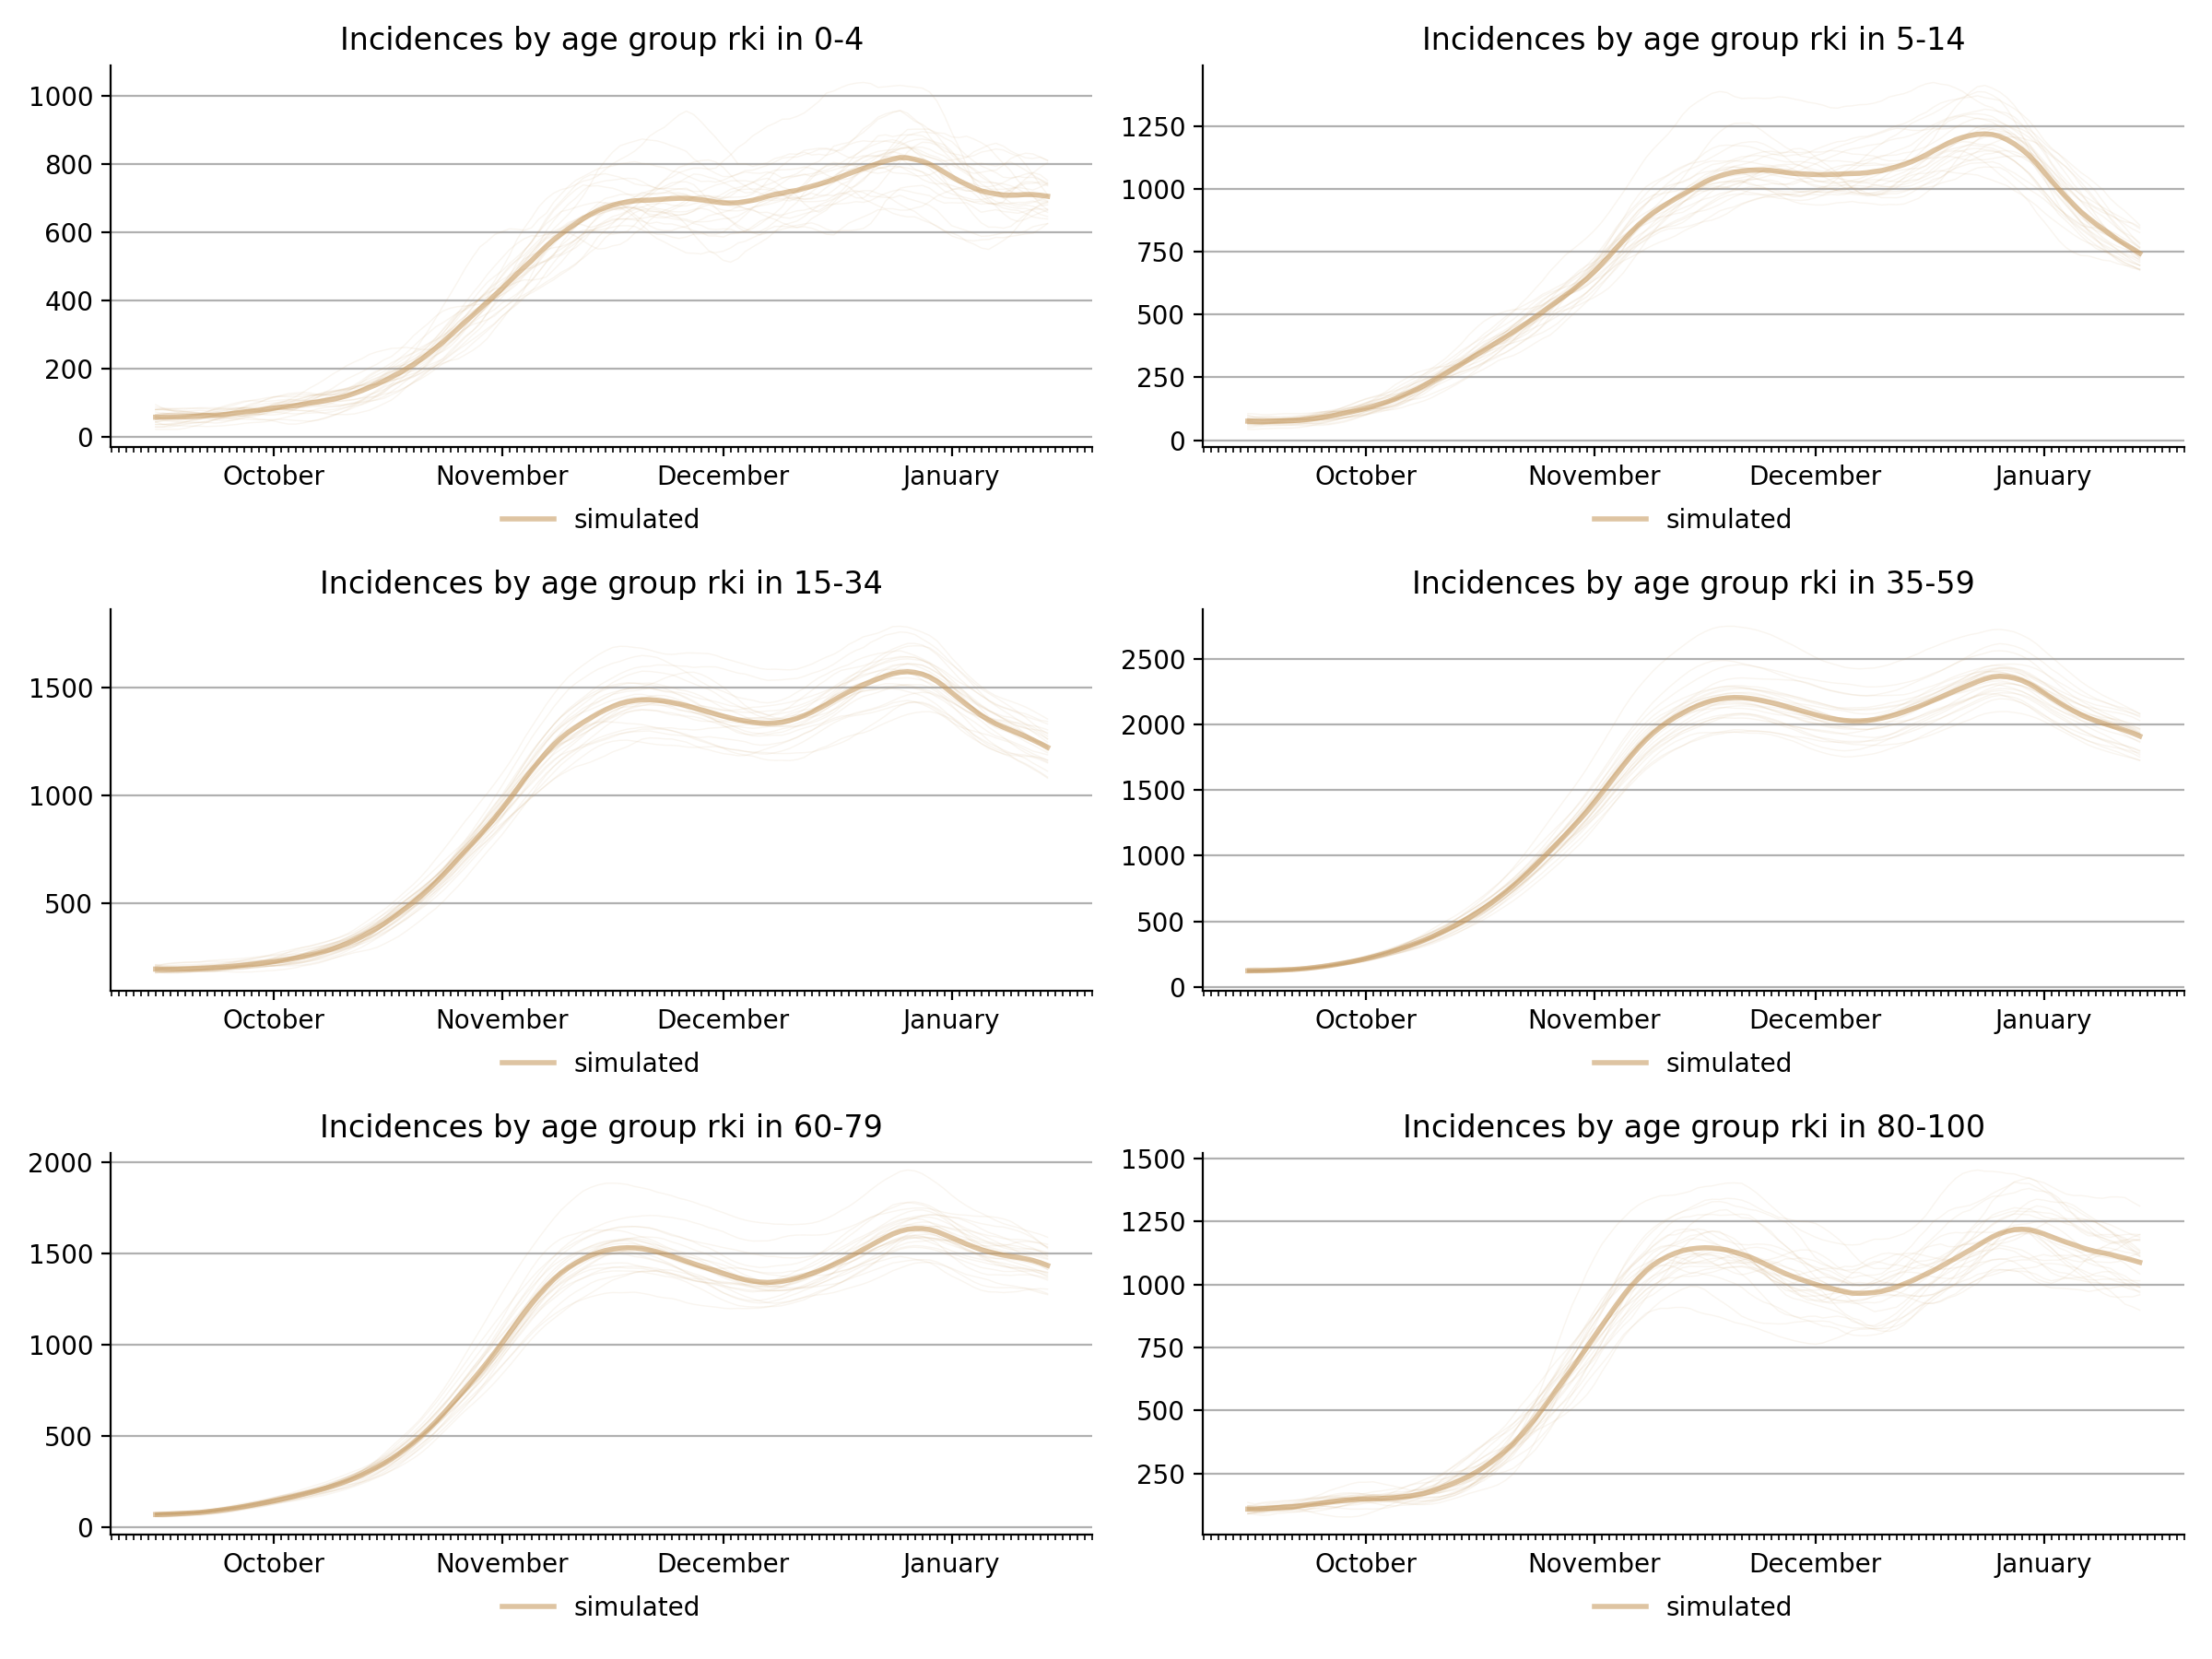 Incidences by age group rki in 0-4
1000
800
600
400
200
0
October November December January
simulated
Incidences by age group rki in 5-14
1250
1000
750
500
250
0
October November December January
simulated
Incidences by age group rki in 15-34
1500
1000
500
October November December January
simulated
Incidences by age group rki in 35-59
2500
2000
1500
1000
500
0
October November December January
simulated
Incidences by age group rki in 60-79
2000
1500
1000
500
0
October November December January
simulated
Incidences by age group rki in 80-100
1500
1250
1000
750
500
250
October November December January
simulated